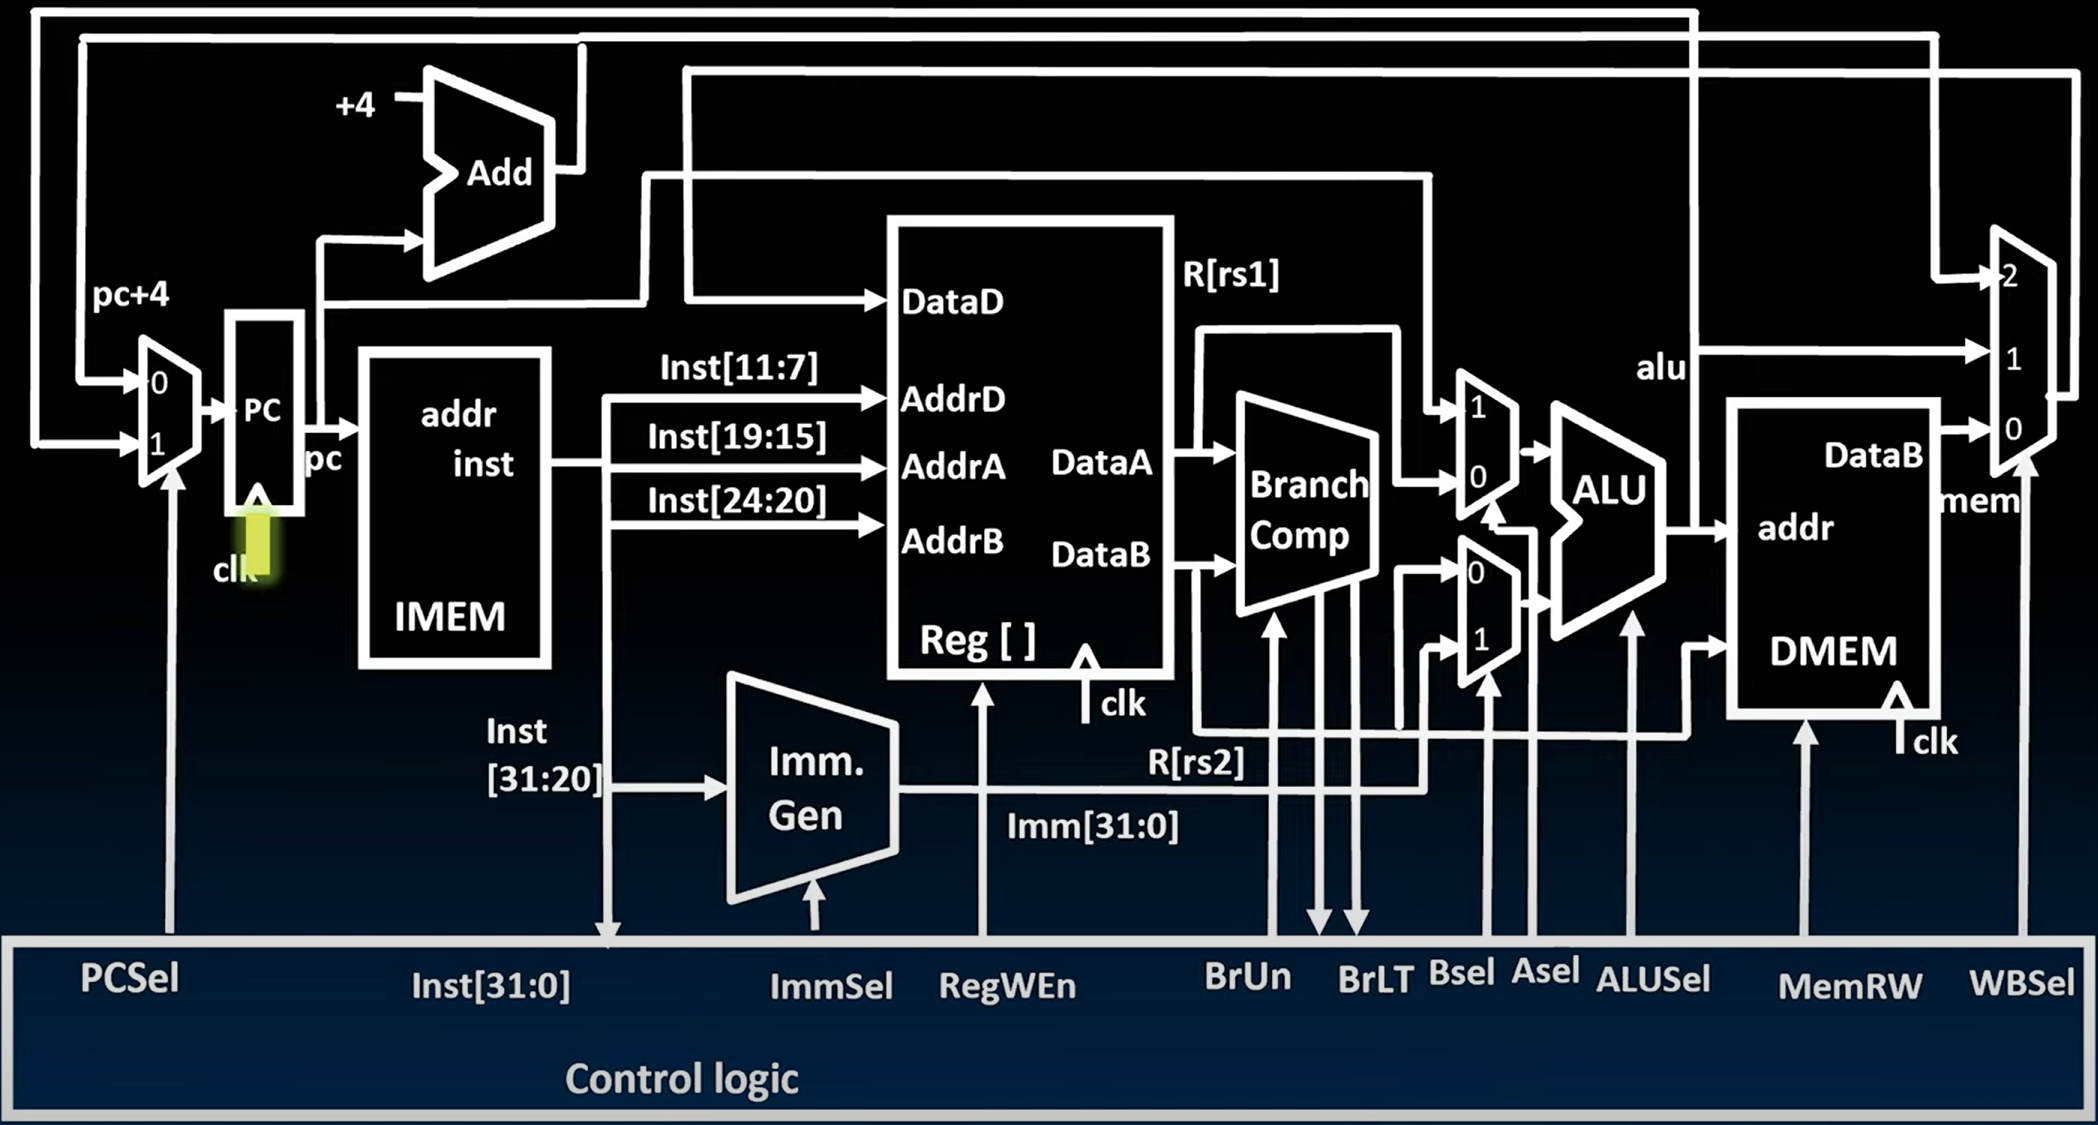 +4
Add
pc+4
0
1
PC
clk
pc
addr
inst
IMEM
Inst[11:7]
Inst[19:15]
Inst[24:20]
Inst
[31:20]
Imm.
Gen
DataD
AddrD
AddrA
AddrB
DataA
DataB
Reg [ ]
clk
R[rs1]
R[rs2]
Imm[31:0]
Branch
Comp
1
0
0
1
ALU
alu
addr
DataB
DMEM
clk
mem
2
1
0
PCSel
Inst[31:0]
ImmSel
RegWEn
BrUn
BrLT
Bsel
Asel
ALUSel
MemRW
WBSel
Control logic